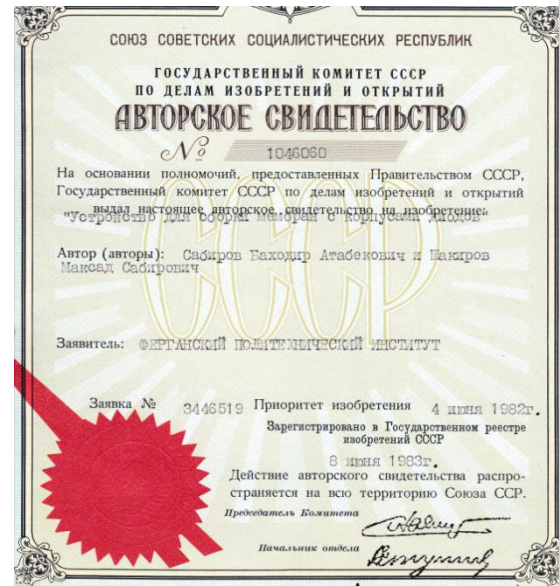 СОЮЗ СОВЕТСКИХ СОЦИАЛИСТИЧЕСКИХ РЕСПУБЛИК
ГОСУДАРСТВЕННЫЙ КОМИТЕТ СССР
ПО ДЕЛАМ ИЗОБРЕТЕНИЙ И ОТКРЫТИЙ
АВТОРСКОЕ СВИДЕТЕЛЬСТВО
№ 1046060
На основании полномочий, предоставленных Правительством СССР,
Государственный комитет СССР по делам изобретений и открытий
выдал настоящее авторское свидетельство на изобретение:
"Устройство для сборки мембран с корпусами диодов"
Автор (авторы): Сабиров Баходир Атабекович и Шакиров
Максад Сабирович
СССР
Заявитель: ФЕРГАНСКИЙ ПОЛИТЕХНИЧЕСКИЙ ИНСТИТУТ
Заявка № 3446519 Приоритет изобретения 4 июня 1982г.
Зарегистрировано в Государственном реестре
изобретений СССР
8 июня 1983г.
Действие авторского свидетельства распро-
страняется на всю территорию Союза ССР.
Председатель Комитета
Начальник отдела